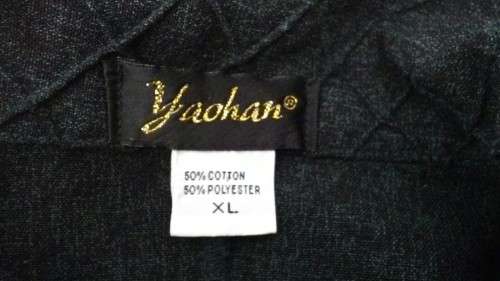 Yaohan®
50% COTTON
50% POLYESTER
XL